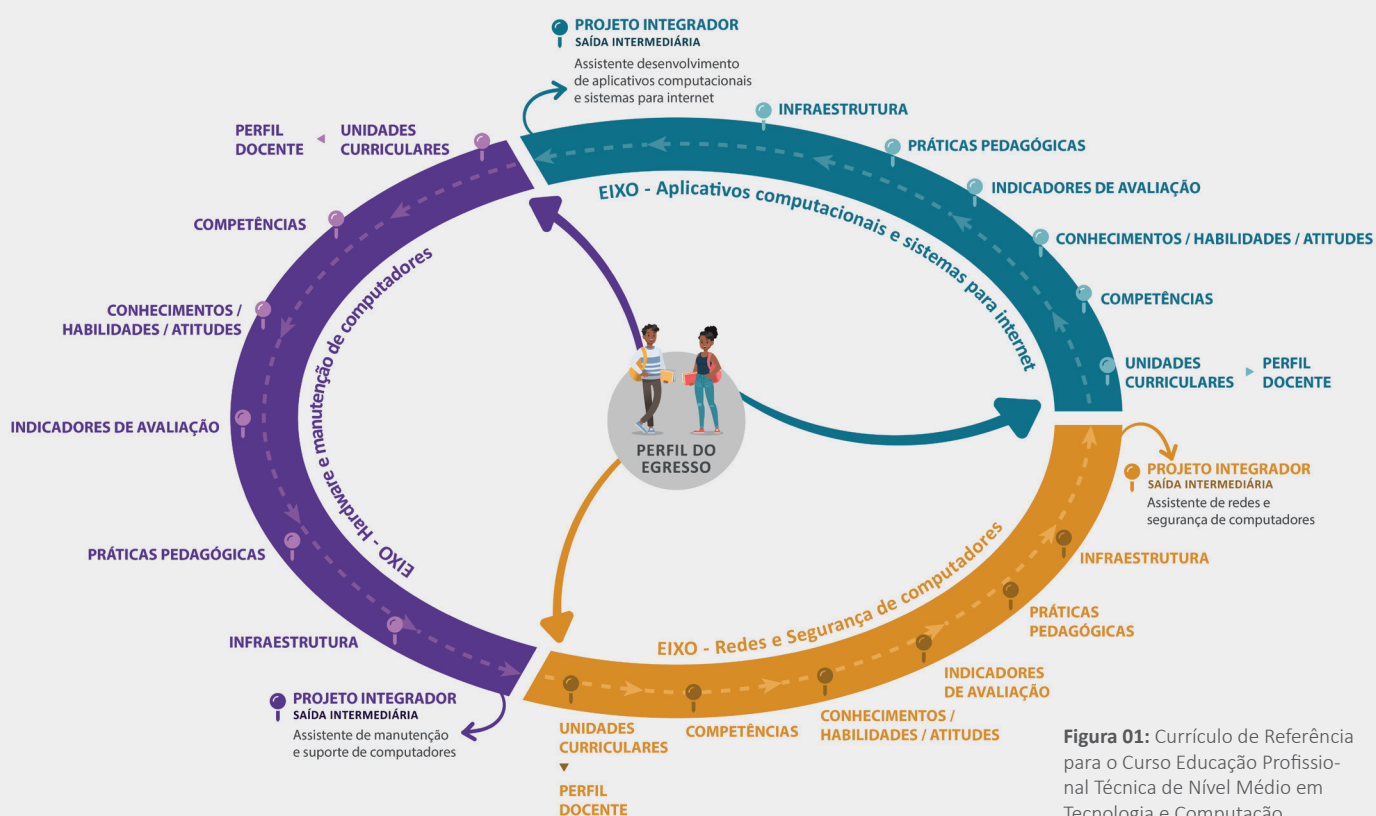 PROJETO INTEGRADOR
SAÍDA INTERMEDIÁRIA
Assistente desenvolvimento
de aplicativos computacionais
e sistemas para internet
INFRAESTRUTURA
PRÁTICAS PEDAGÓGICAS
INDICADORES DE AVALIAÇÃO
CONHECIMENTOS / HABILIDADES / ATITUDES
COMPETÊNCIAS
UNIDADES
CURRICULARES
PERFIL
DOCENTE
EIXO - Aplicativos computacionais e sistemas para internet
PERFIL
DOCENTE
UNIDADES
CURRICULARES
COMPETÊNCIAS
CONHECIMENTOS /
HABILIDADES / ATITUDES
INDICADORES DE AVALIAÇÃO
PRÁTICAS PEDAGÓGICAS
INFRAESTRUTURA
EIXO - Hardware e manutenção de computadores
PROJETO INTEGRADOR
SAÍDA INTERMEDIÁRIA
Assistente de manutenção
e suporte de computadores
PERFIL DO
EGRESSO
EIXO - Redes e Segurança de computadores
UNIDADES
CURRICULARES
PERFIL
DOCENTE
COMPETÊNCIAS
CONHECIMENTOS /
HABILIDADES / ATITUDES
INDICADORES
DE AVALIAÇÃO
PRÁTICAS
PEDAGÓGICAS
INFRAESTRUTURA
PROJETO INTEGRADOR
SAÍDA INTERMEDIÁRIA
Assistente de redes e
segurança de computadores
Figura 01: Currículo de Referência
para o Curso Educação Profissio-
nal Técnica de Nível Médio em
Tecnologia e Computação